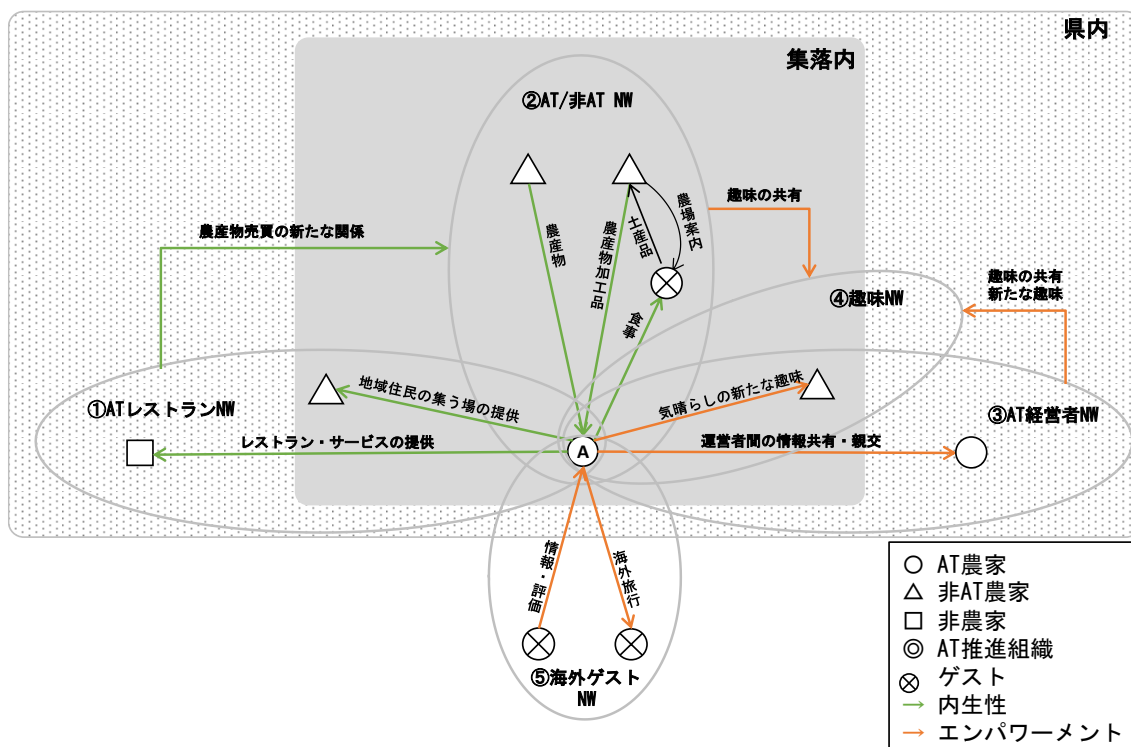 県内
集落内
②AT/非AT NW
趣味の共有
農産物売買の新たな関係
農産物
農産物加工品
土産品
農場案内
趣味の共有
新たな趣味
④趣味NW
食事
地域住民の集う場の提供
気晴らしの新たな趣味
①ATレストランNW
③AT経営者NW
レストラン・サービスの提供
A
運営者間の情報共有・親交
情報・評価
海外旅行
⑤海外ゲスト
NW
AT農家
非AT農家
非農家
AT推進組織
ゲスト
内生性
エンパワーメント